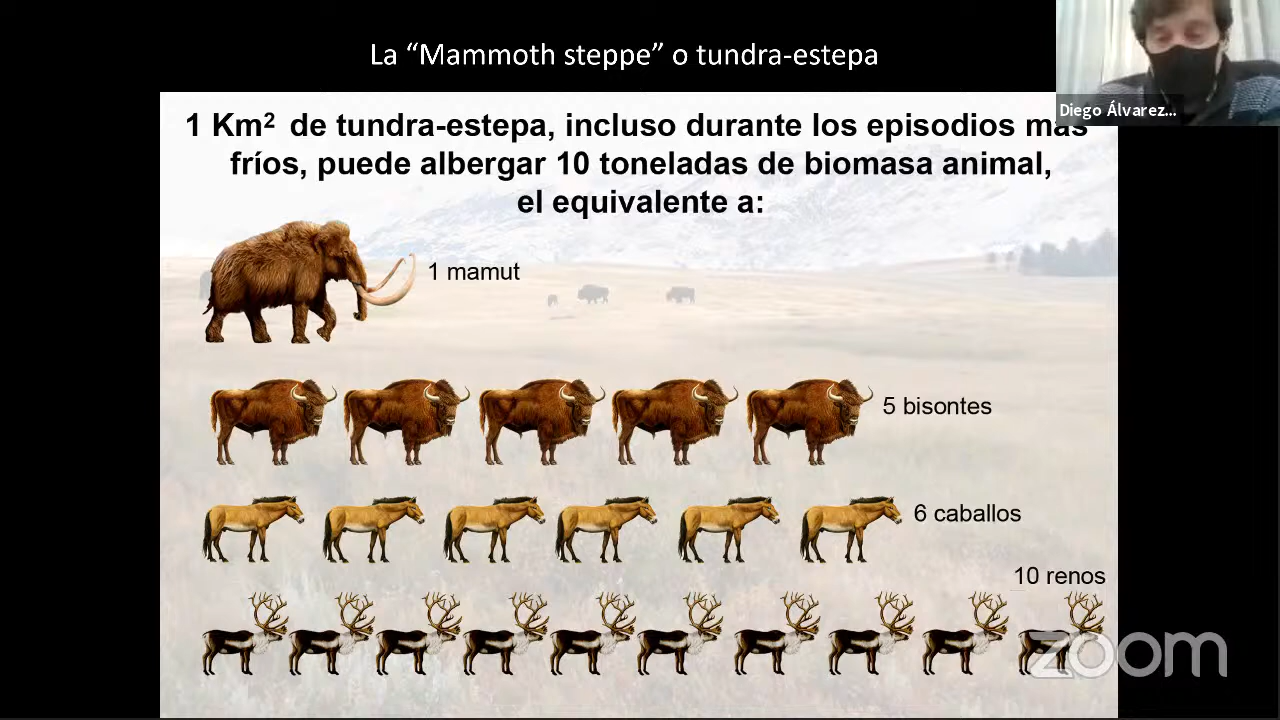 La “Mammoth steppe” o tundra-estepa
Diego Álvarez...
1 Km² de tundra-estepa, incluso durante los episodios más
fríos, puede albergar 10 toneladas de biomasa animal,
el equivalente a:
1 mamut
5 bisontes
6 caballos
10 renos
zoom